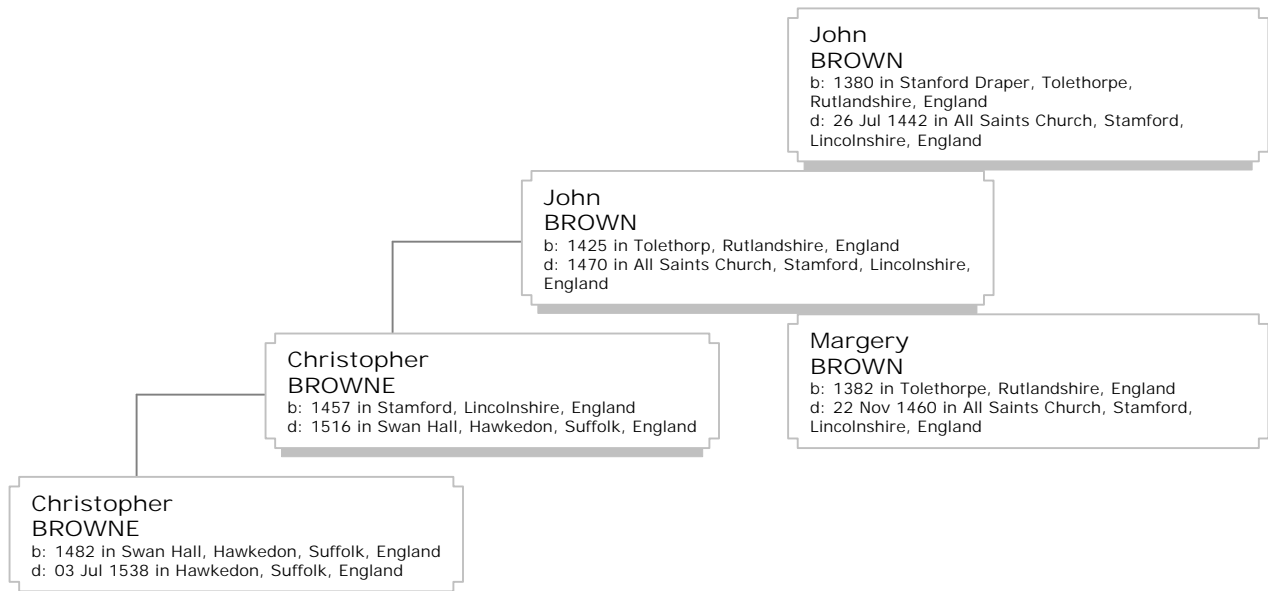 John
BROWN
b: 1380 in Stanford Draper, Tolethorpe,
Rutlandshire, England
d: 26 Jul 1442 in All Saints Church, Stamford,
Lincolnshire, England
John
BROWN
b: 1425 in Tolethorp, Rutlandshire, England
d: 1470 in All Saints Church, Stamford, Lincolnshire,
England
Margery
BROWN
b: 1382 in Tolethorpe, Rutlandshire, England
d: 22 Nov 1460 in All Saints Church, Stamford,
Lincolnshire, England
Christopher
BROWNE
b: 1457 in Stamford, Lincolnshire, England
d: 1516 in Swan Hall, Hawkedon, Suffolk, England
Christopher
BROWNE
b: 1482 in Swan Hall, Hawkedon, Suffolk, England
d: 03 Jul 1538 in Hawkedon, Suffolk, England